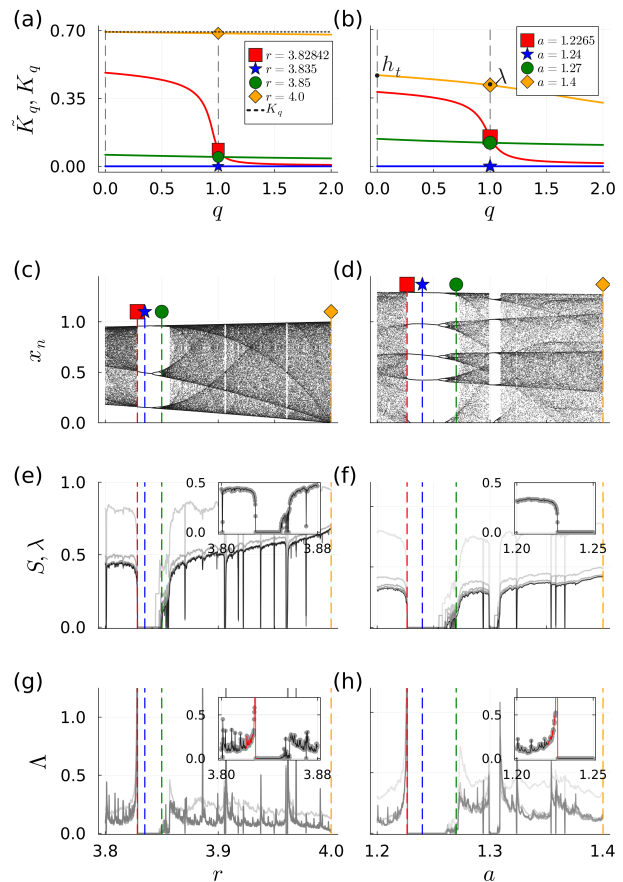 (a)
(b)
K̃_q, K_q
0.70
0.35
0.00
r = 3.82842
r = 3.835
r = 3.85
r = 4.0
K_q
h_t
λ
a = 1.2265
a = 1.24
a = 1.27
a = 1.4
0.0 0.5 1.0 1.5 2.0
0.0 0.5 1.0 1.5 2.0
q
q
(c)
(d)
x_n
1.0
0.5
0.0
(e)
(f)
S, λ
1.0
0.5
0.0
0.5
0.0
3.80 3.88
0.5
0.0
1.20 1.25
(g)
(h)
Λ
1.0
0.5
0.0
0.5
0.0
3.80 3.88
0.5
0.0
1.20 1.25
3.8 3.9 4.0
1.2 1.3 1.4
r
a